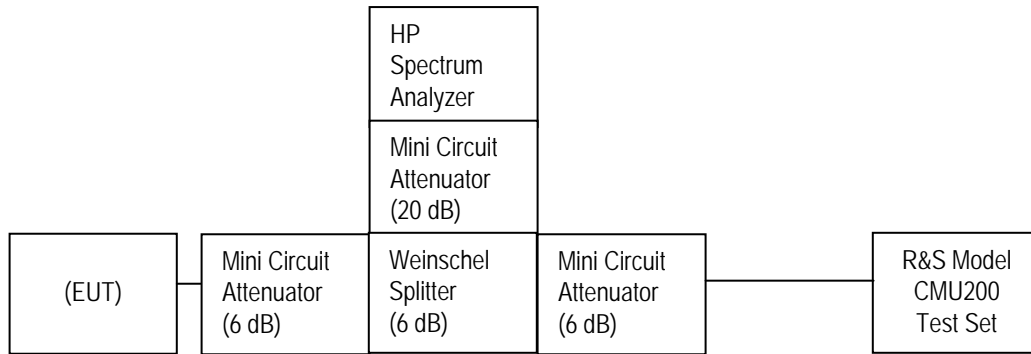 HP
Spectrum
Analyzer
Mini Circuit
Attenuator
(20 dB)
(EUT)
Mini Circuit
Attenuator
(6 dB)
Weinschel
Splitter
(6 dB)
Mini Circuit
Attenuator
(6 dB)
R&S Model
CMU200
Test Set